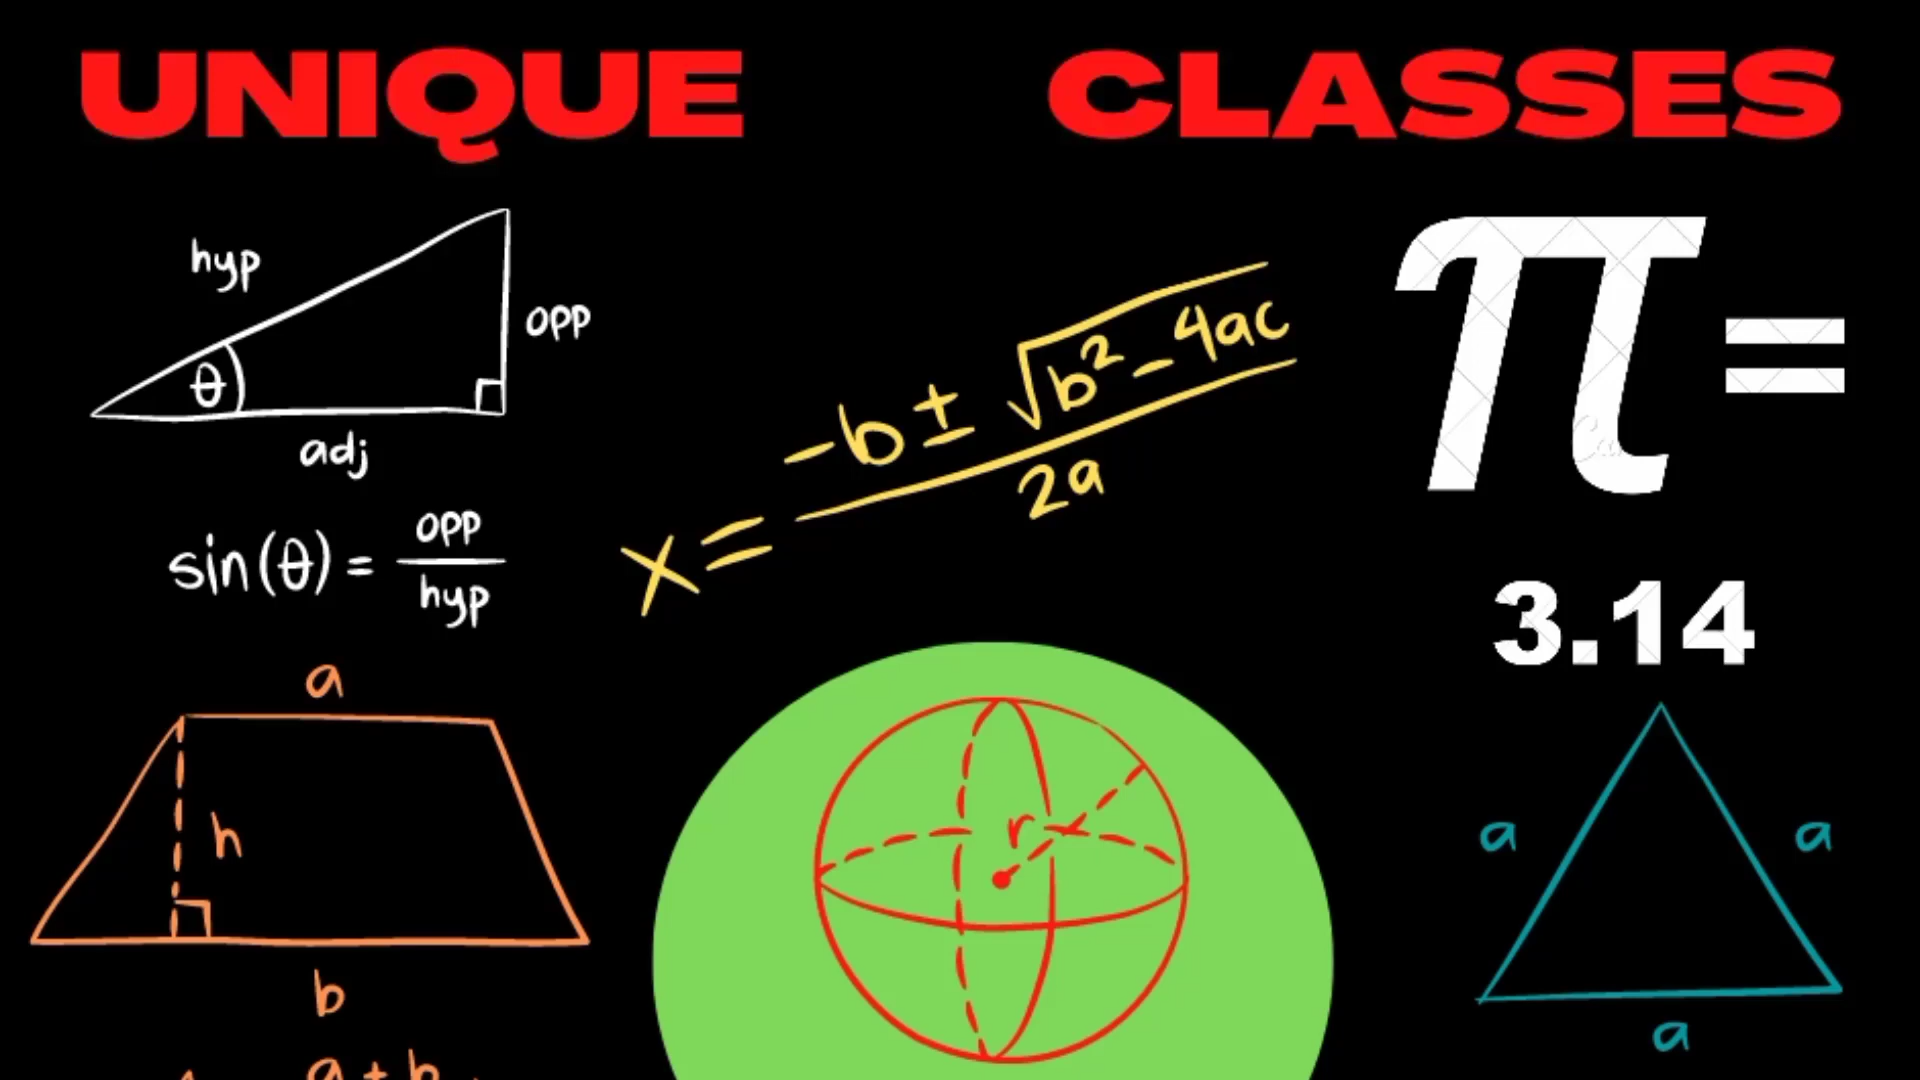 UNIQUE CLASSES
hyp
opp
θ
adj
sin(θ) = opp/hyp
x = -b ± √b² - 4ac / 2a
π =
3.14
a
h
b
a + b
r
a
a
a